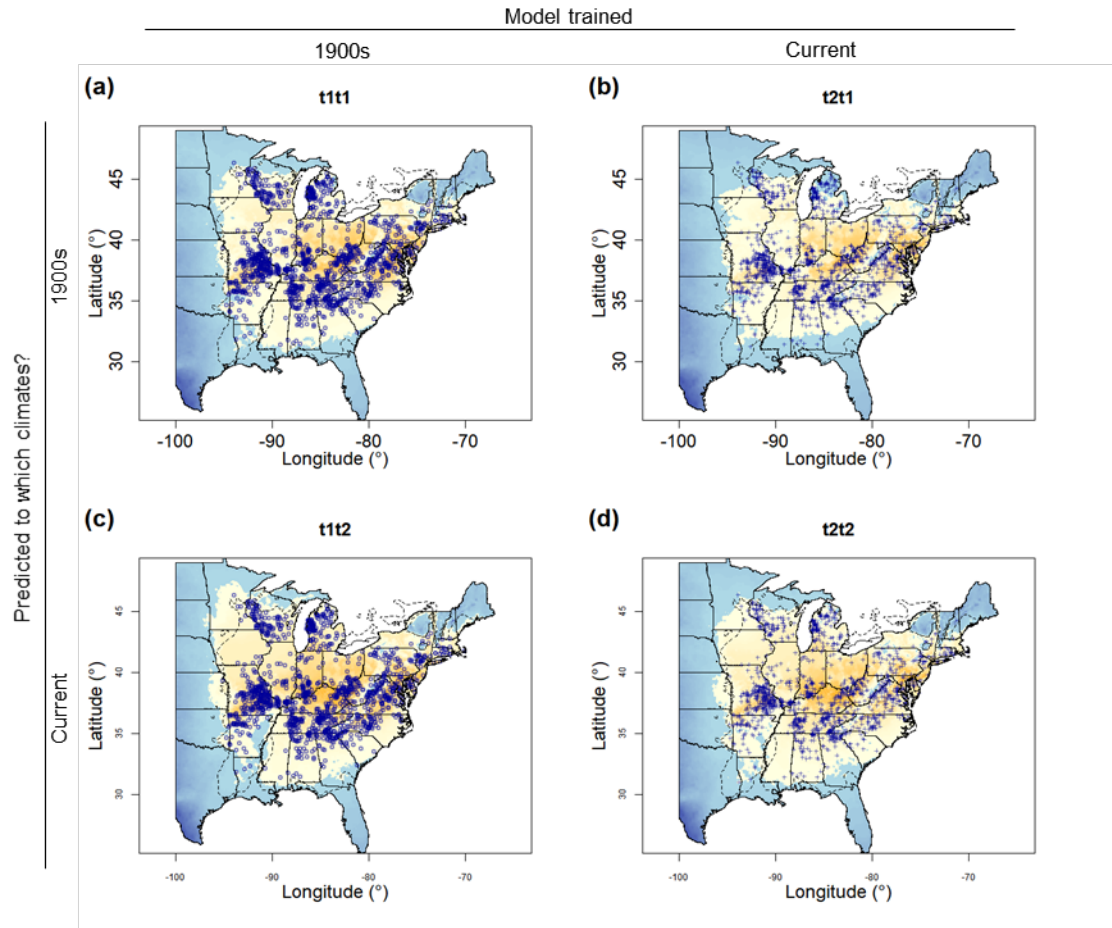 Model trained
1900s
Current
Predicted to which climates?
1900s
Current
(a)
t1t1
Latitude (°)
45
40
35
30
-100
-90
-80
-70
Longitude (°)
(b)
t2t1
Latitude (°)
45
40
35
30
-100
-90
-80
-70
Longitude (°)
(c)
t1t2
Latitude (°)
45
40
35
30
-100
-90
-80
-70
Longitude (°)
(d)
t2t2
Latitude (°)
45
40
35
30
-100
-90
-80
-70
Longitude (°)